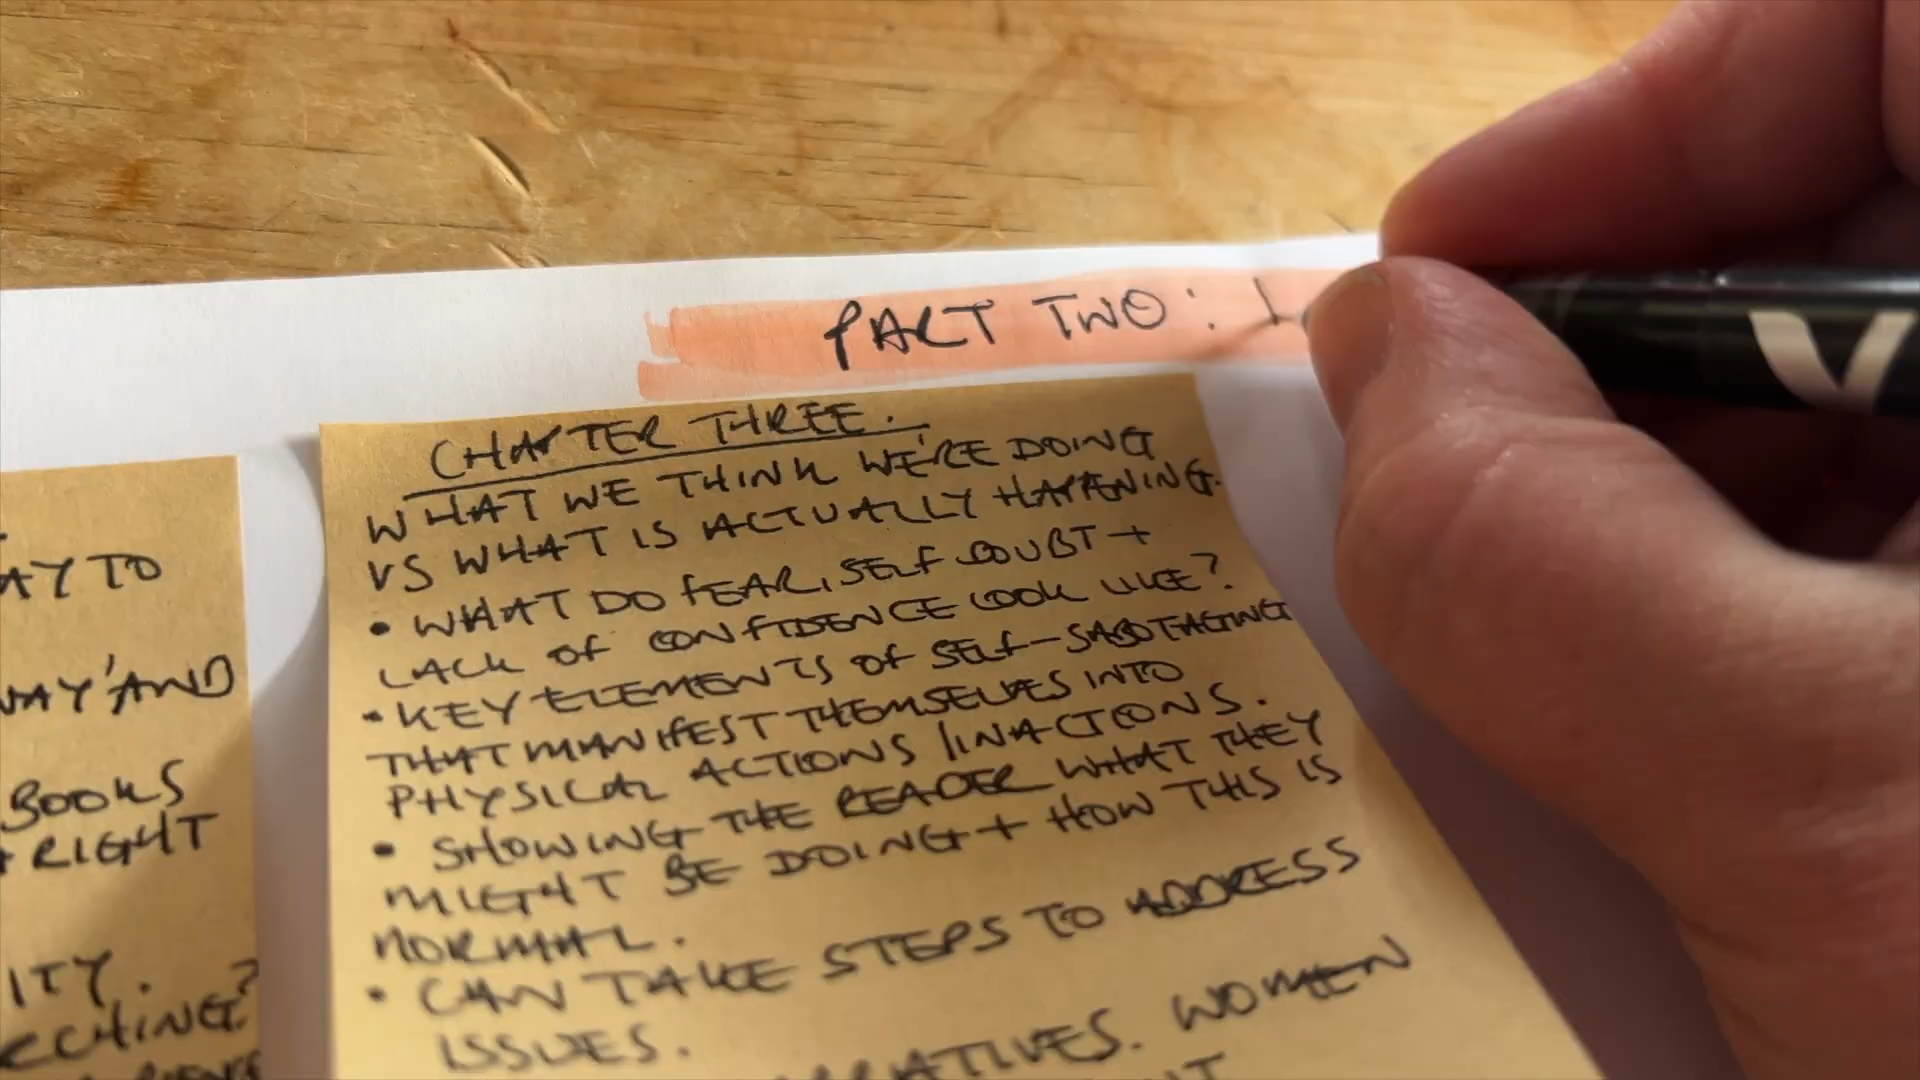 PART TWO:
CHAPTER THREE.
WHAT WE THINK WE'RE DOING
VS WHAT IS ACTUALLY HAPPENING.
• WHAT DO FEAR, SELF DOUBT +
LACK OF CONFIDENCE LOOK LIKE?
• KEY ELEMENTS OF SELF-SABOTAGING
THAT MANIFEST THEMSELVES INTO
PHYSICAL ACTIONS/INACTIONS.
• SHOWING THE READER WHAT THEY
MIGHT BE DOING + HOW THIS IS
NORMAL.
• CAN TAKE STEPS TO ADDRESS
ISSUES.
WOMEN
AY TO
WAY' AND
BOOKS
RIGHT
ITY.